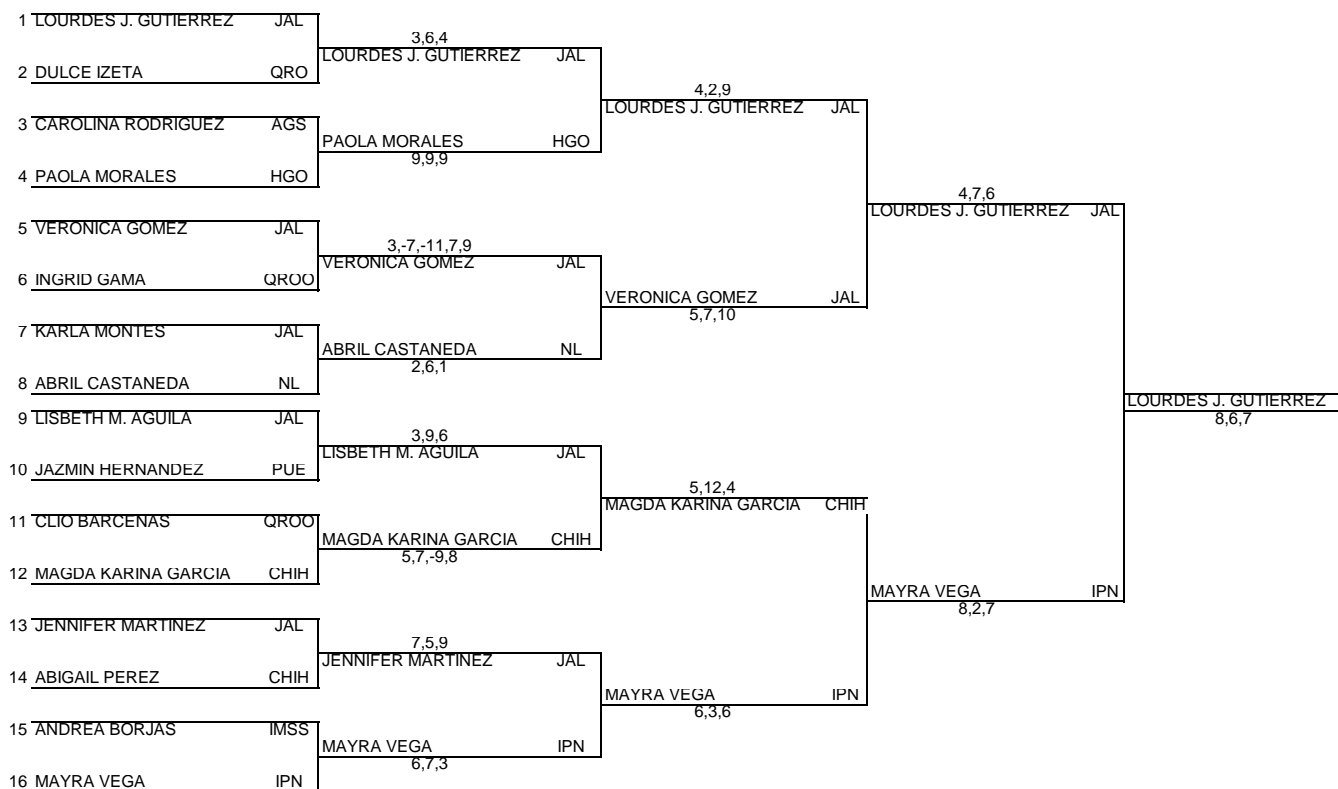 1 LOURDES J. GUTIERREZ JAL
3,6,4
LOURDES J. GUTIERREZ JAL
2 DULCE IZETA QRO
4,2,9
LOURDES J. GUTIERREZ JAL
3 CAROLINA RODRIGUEZ AGS
PAOLA MORALES HGO
9,9,9
4 PAOLA MORALES HGO
4,7,6
LOURDES J. GUTIERREZ JAL
5 VERONICA GOMEZ JAL
3,-7,-11,7,9
VERONICA GOMEZ JAL
6 INGRID GAMA QROO
VERONICA GOMEZ JAL
5,7,10
7 KARLA MONTES JAL
ABRIL CASTANEDA NL
2,6,1
8 ABRIL CASTANEDA NL
LOURDES J. GUTIERREZ
8,6,7
9 LISBETH M. AGUILA JAL
3,9,6
LISBETH M. AGUILA JAL
10 JAZMIN HERNANDEZ PUE
5,12,4
MAGDA KARINA GARCIA CHIH
11 CLIO BARCENAS QROO
MAGDA KARINA GARCIA CHIH
5,7,-9,8
12 MAGDA KARINA GARCIA CHIH
MAYRA VEGA IPN
8,2,7
13 JENNIFER MARTINEZ JAL
7,5,9
JENNIFER MARTINEZ JAL
14 ABIGAIL PEREZ CHIH
MAYRA VEGA IPN
6,3,6
15 ANDREA BORJAS IMSS
MAYRA VEGA IPN
6,7,3
16 MAYRA VEGA IPN